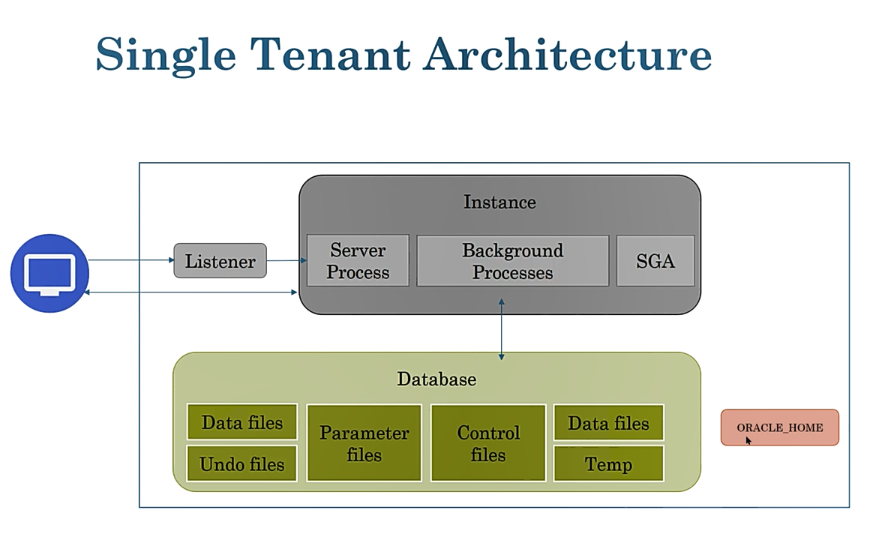 Single Tenant Architecture
Instance
Listener
Server
Process
Background
Processes
SGA
Database
Data files
Undo files
Parameter
files
Control
files
Data files
Temp
ORACLE_HOME